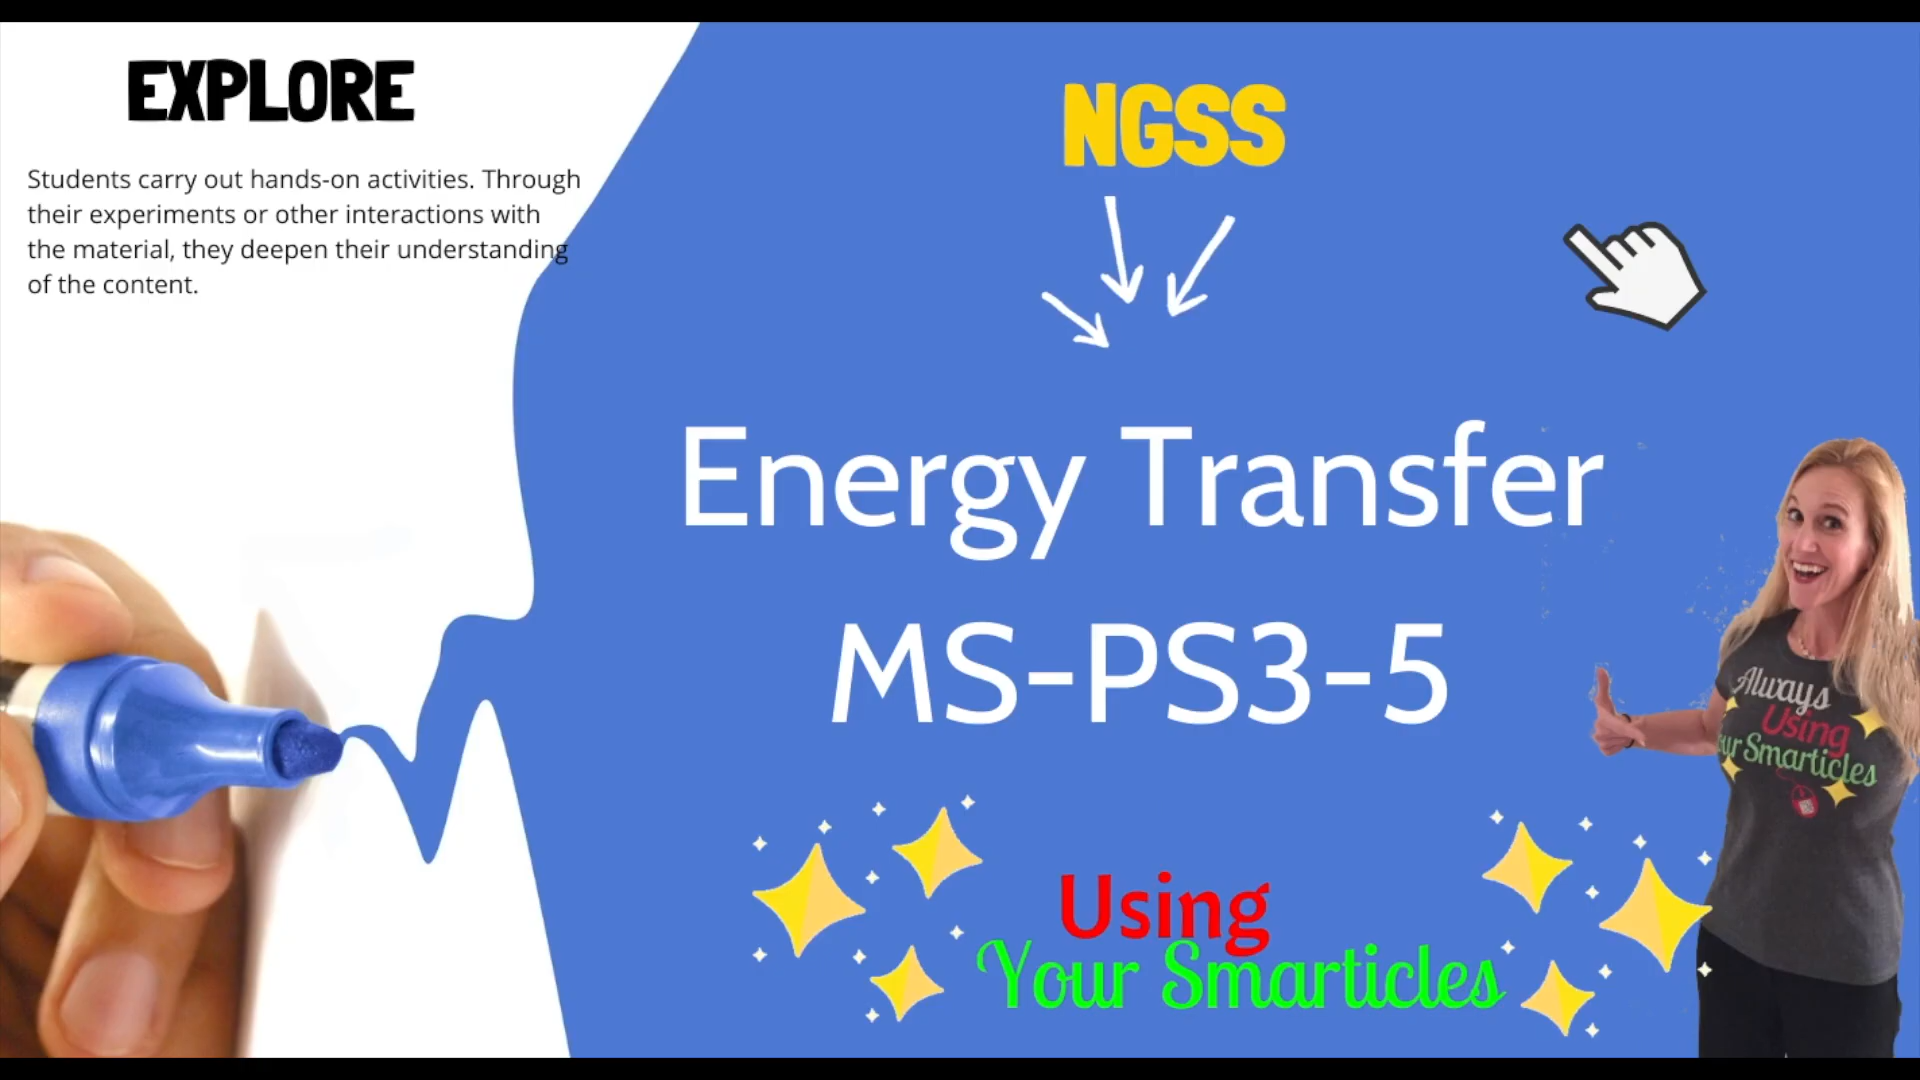 EXPLORE
Students carry out hands-on activities. Through
their experiments or other interactions with
the material, they deepen their understanding
of the content.
NGSS
Energy Transfer
MS-PS3-5
Using
Your Smarticles
Always
Using
ur Smarticles